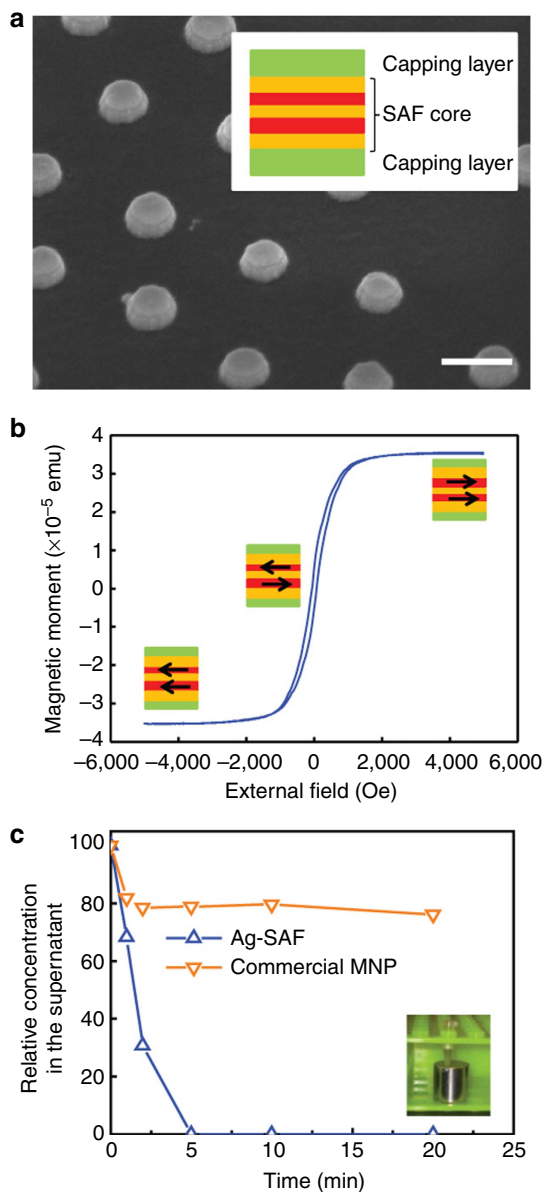 a
Capping layer
SAF core
Capping layer
b
4
3
2
1
0
−1
−2
−3
−4
Magnetic moment (×10⁻⁵ emu)
−6,000 −4,000 −2,000 0 2,000 4,000 6,000
External field (Oe)
c
100
80
60
40
20
0
Relative concentration
in the supernatant
Ag-SAF
Commercial MNP
0 5 10 15 20 25
Time (min)